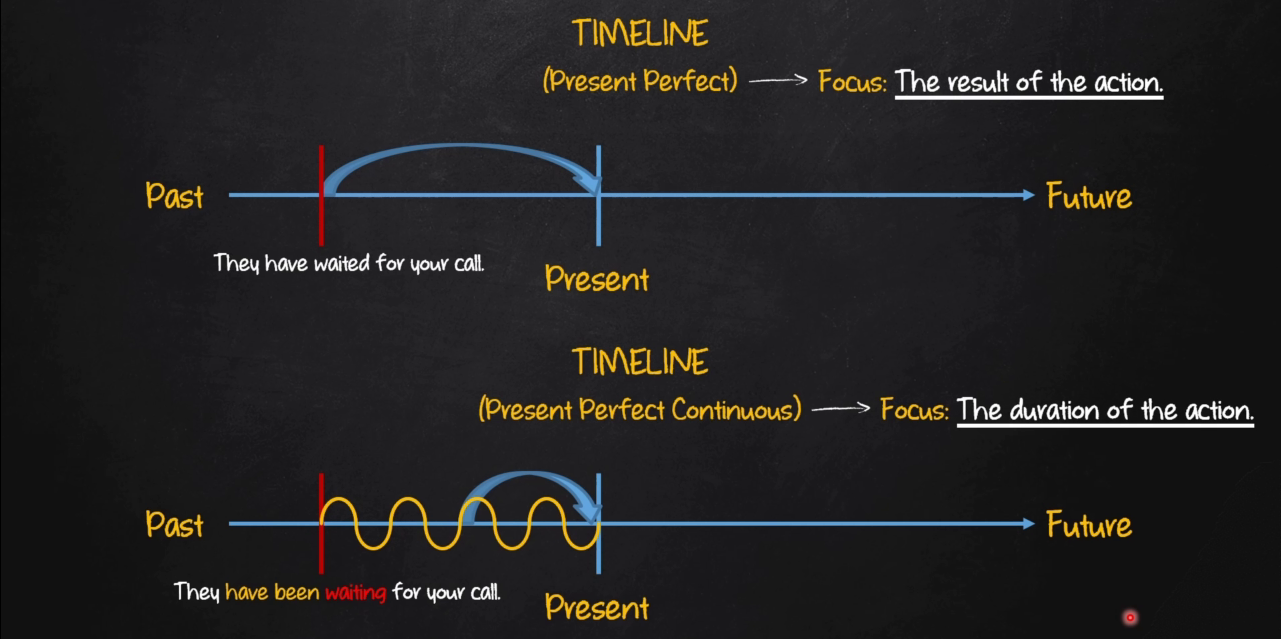 TIMELINE
(Present Perfect) Focus: The result of the action.
Past
Future
They have waited for your call.
Present
TIMELINE
(Present Perfect Continuous) Focus: The duration of the action.
Past
Future
They have been waiting for your call.
Present